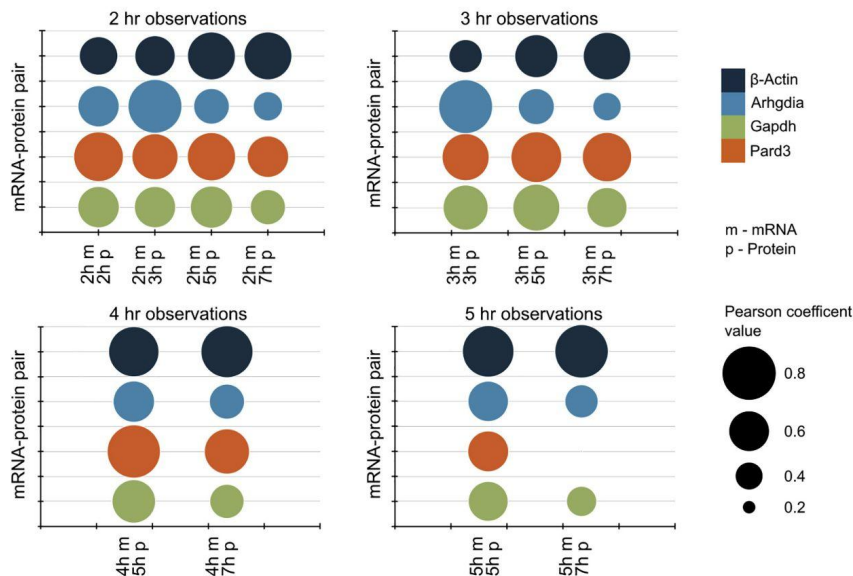 2 hr observations
mRNA-protein pair
2h m
2h p
2h m
3h p
2h m
5h p
2h m
7h p
3 hr observations
mRNA-protein pair
3h m
3h p
3h m
5h p
3h m
7h p
β-Actin
Arhgdia
Gapdh
Pard3
m - mRNA
p - Protein
4 hr observations
mRNA-protein pair
4h m
5h p
4h m
7h p
5 hr observations
mRNA-protein pair
5h m
5h p
5h m
7h p
Pearson coefficent
value
0.8
0.6
0.4
0.2